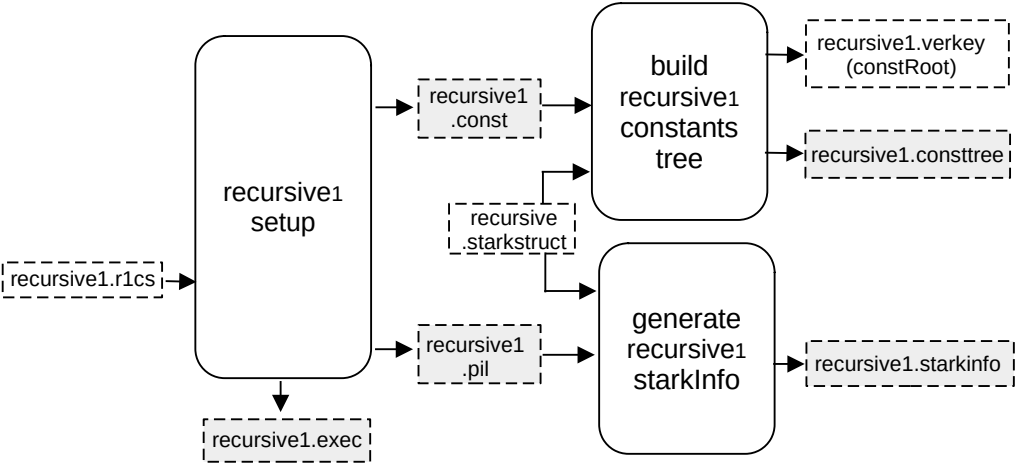 recursive1.r1cs
recursive1
setup
recursive1.exec
recursive1
.const
recursive
.starkstruct
recursive1
.pil
build
recursive1
constants
tree
generate
recursive1
starkInfo
recursive1.verkey
(constRoot)
recursive1.consttree
recursive1.starkinfo